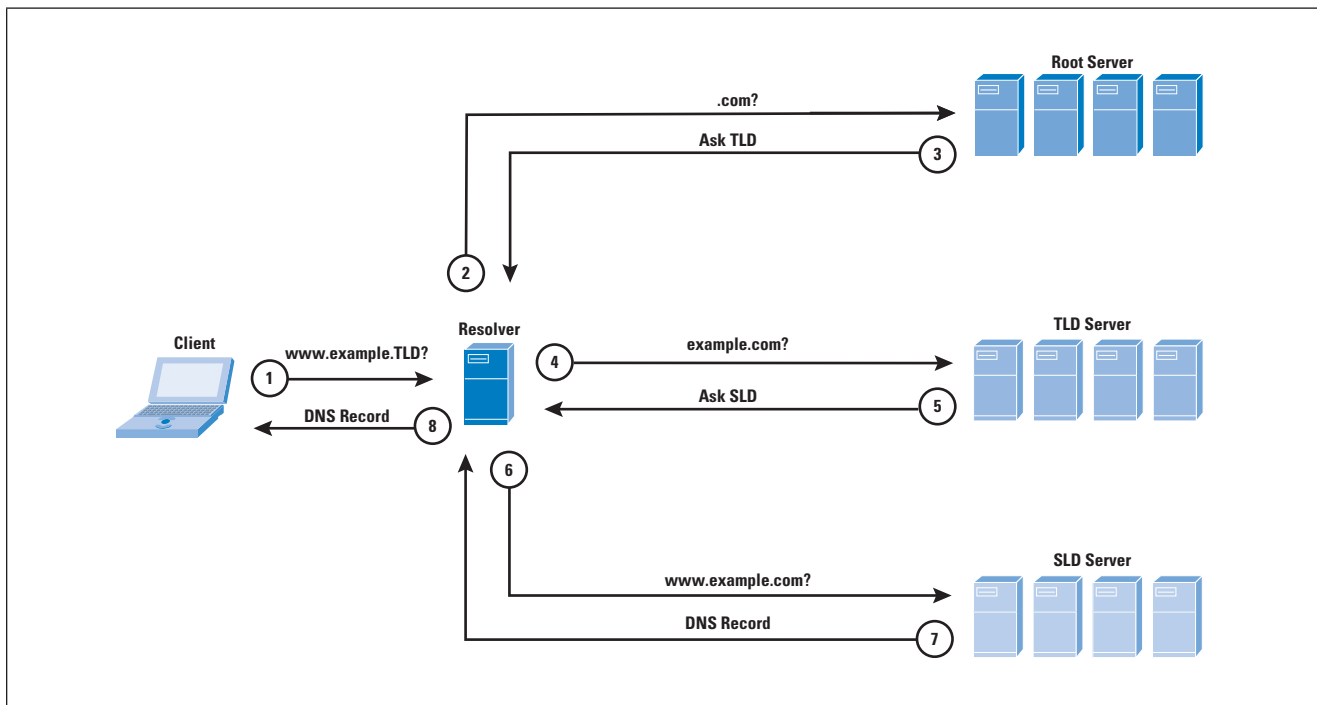 Root Server
.com?
Ask TLD
3
2
Client
Resolver
TLD Server
www.example.TLD?
1
4
example.com?
DNS Record
8
Ask SLD
5
6
SLD Server
www.example.com?
DNS Record
7